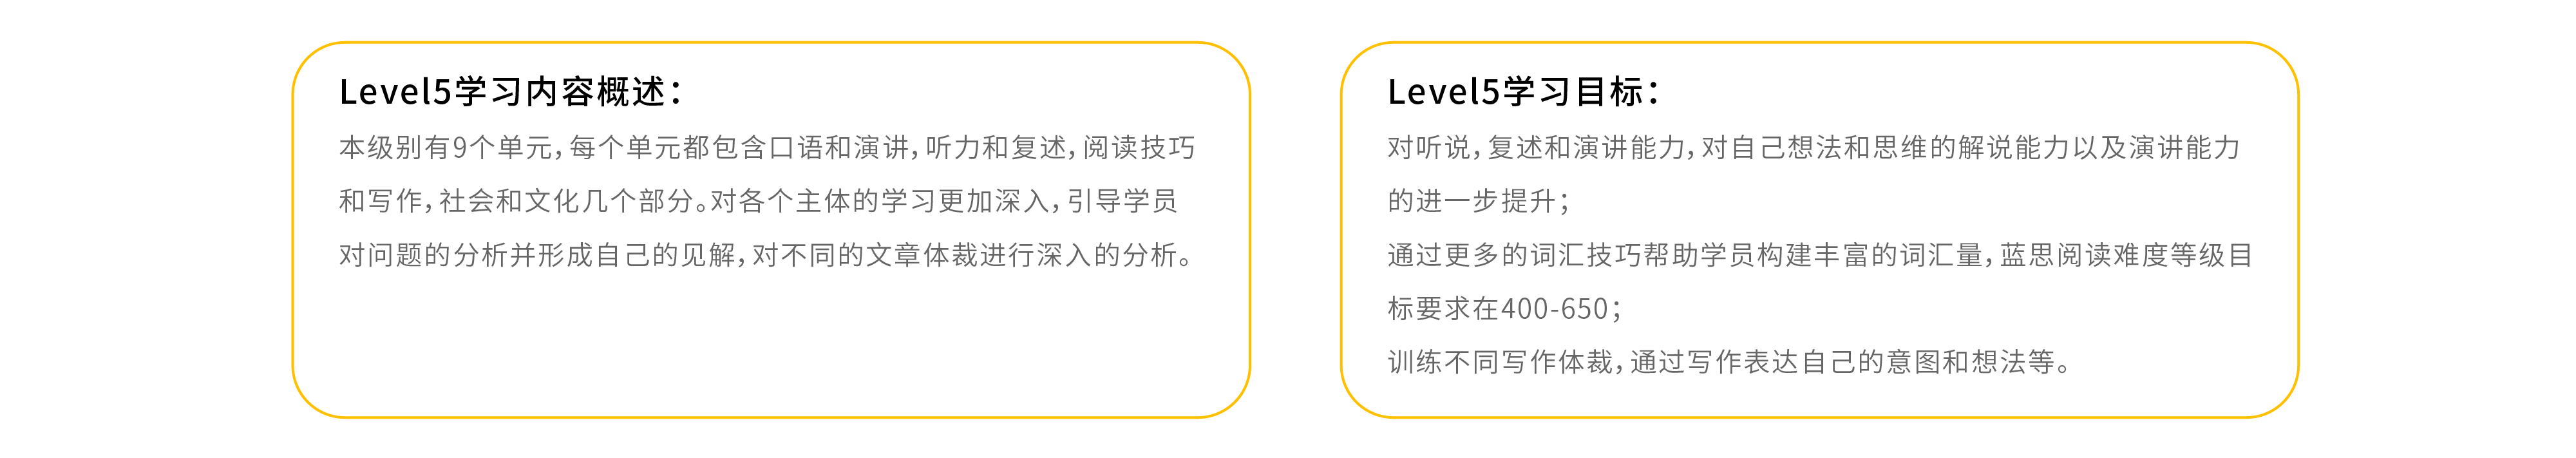 Level5学习内容概述：
本级别有9个单元，每个单元都包含口语和演讲，听力和复述，阅读技巧
和写作，社会和文化几个部分。对各个主体的学习更加深入，引导学员
对问题的分析并形成自己的见解，对不同的文章体裁进行深入的分析。
Level5学习目标：
对听说，复述和演讲能力，对自己想法和思维的解说能力以及演讲能力
的进一步提升；
通过更多的词汇技巧帮助学员构建丰富的词汇量，蓝思阅读难度等级目
标要求在400-650；
训练不同写作体裁，通过写作表达自己的意图和想法等。